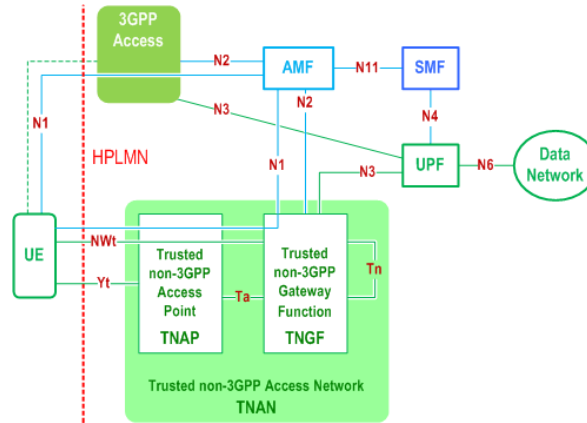 3GPP
Access
N2
AMF
N11
SMF
N1
N3
N2
N4
HPLMN
N1
N3
UPF
N6
Data
Network
UE
NWt
Yt
Trusted
non-3GPP
Access
Point
TNAP
Ta
Trusted
non-3GPP
Gateway
Function
TNGF
Tn
Trusted non-3GPP Access Network
TNAN